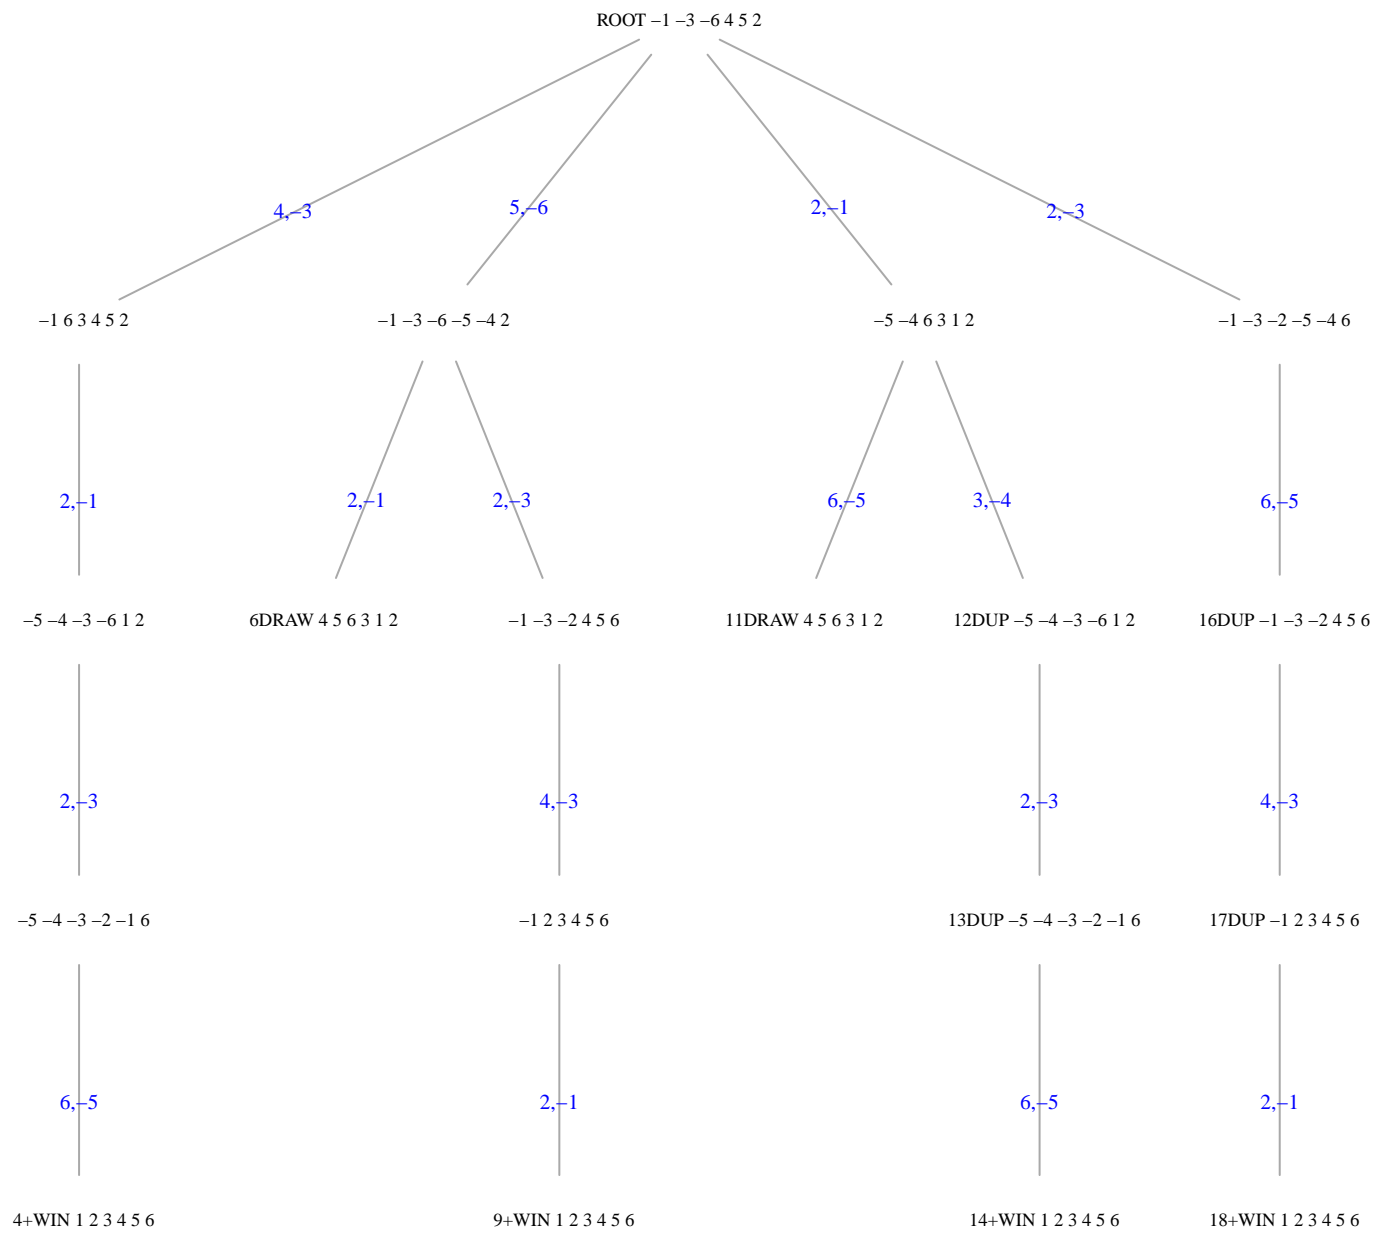 ROOT –1 –3 –6 4 5 2
4,–3
5,–6
2,–1
2,–3
–1 6 3 4 5 2
–1 –3 –6 –5 –4 2
–5 –4 6 3 1 2
–1 –3 –2 –5 –4 6
2,–1
2,–1
2,–3
6,–5
3,–4
6,–5
–5 –4 –3 –6 1 2
6DRAW 4 5 6 3 1 2
–1 –3 –2 4 5 6
11DRAW 4 5 6 3 1 2
12DUP –5 –4 –3 –6 1 2
16DUP –1 –3 –2 4 5 6
2,–3
4,–3
2,–3
4,–3
–5 –4 –3 –2 –1 6
–1 2 3 4 5 6
13DUP –5 –4 –3 –2 –1 6
17DUP –1 2 3 4 5 6
6,–5
2,–1
6,–5
2,–1
4+WIN 1 2 3 4 5 6
9+WIN 1 2 3 4 5 6
14+WIN 1 2 3 4 5 6
18+WIN 1 2 3 4 5 6